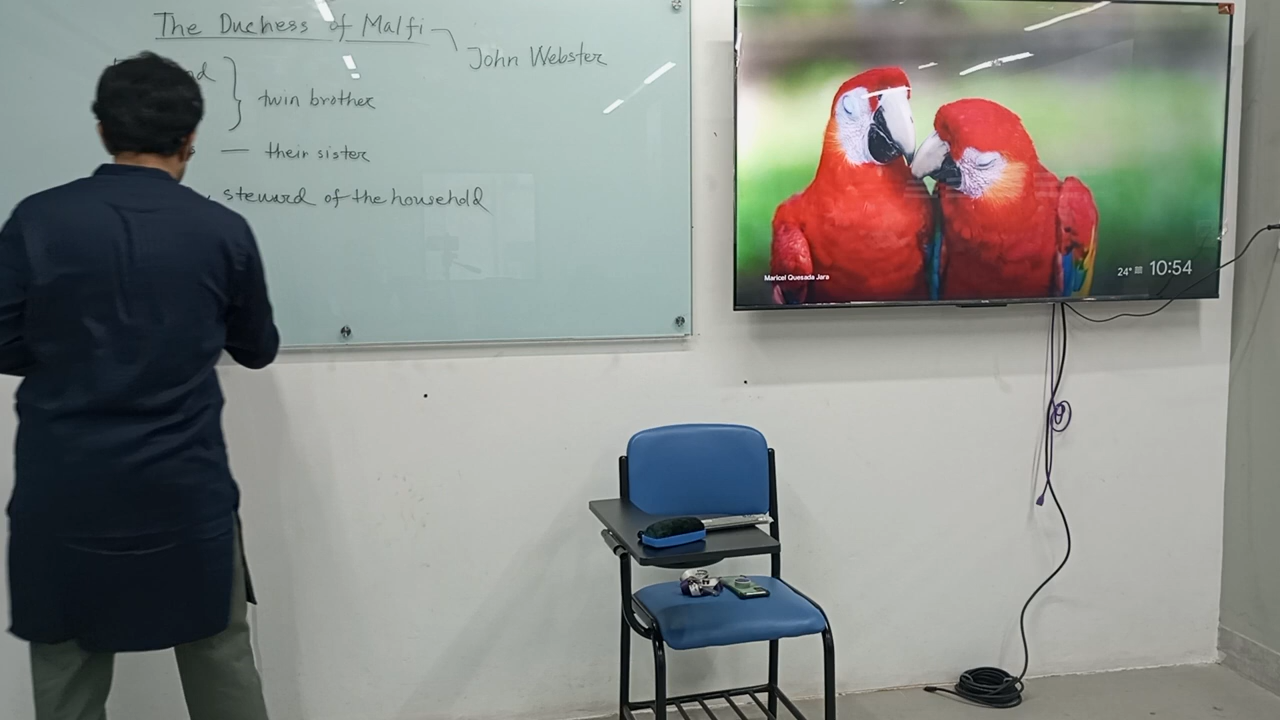 The Duchess of Malfi
John Webster
twin brother
— their sister
steward of the household
Maricel Quesada Jara
24° 10:54